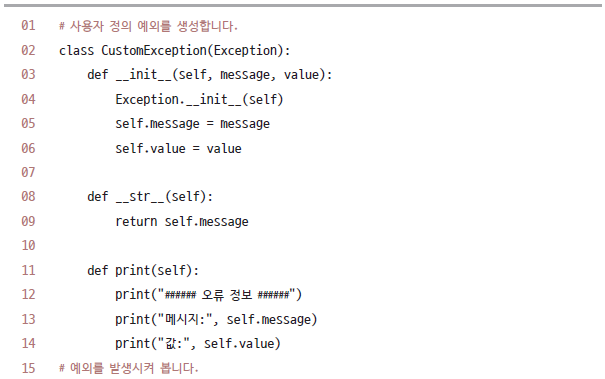 01 # 사용자 정의 예외를 생성합니다.
02 class CustomException(Exception):
03     def __init__(self, message, value):
04         Exception.__init__(self)
05         self.message = message
06         self.value = value
07
08     def __str__(self):
09         return self.message
10
11     def print(self):
12         print("###### 오류 정보 ######")
13         print("메시지:", self.message)
14         print("값:", self.value)
15 # 예외를 발생시켜 봅니다.